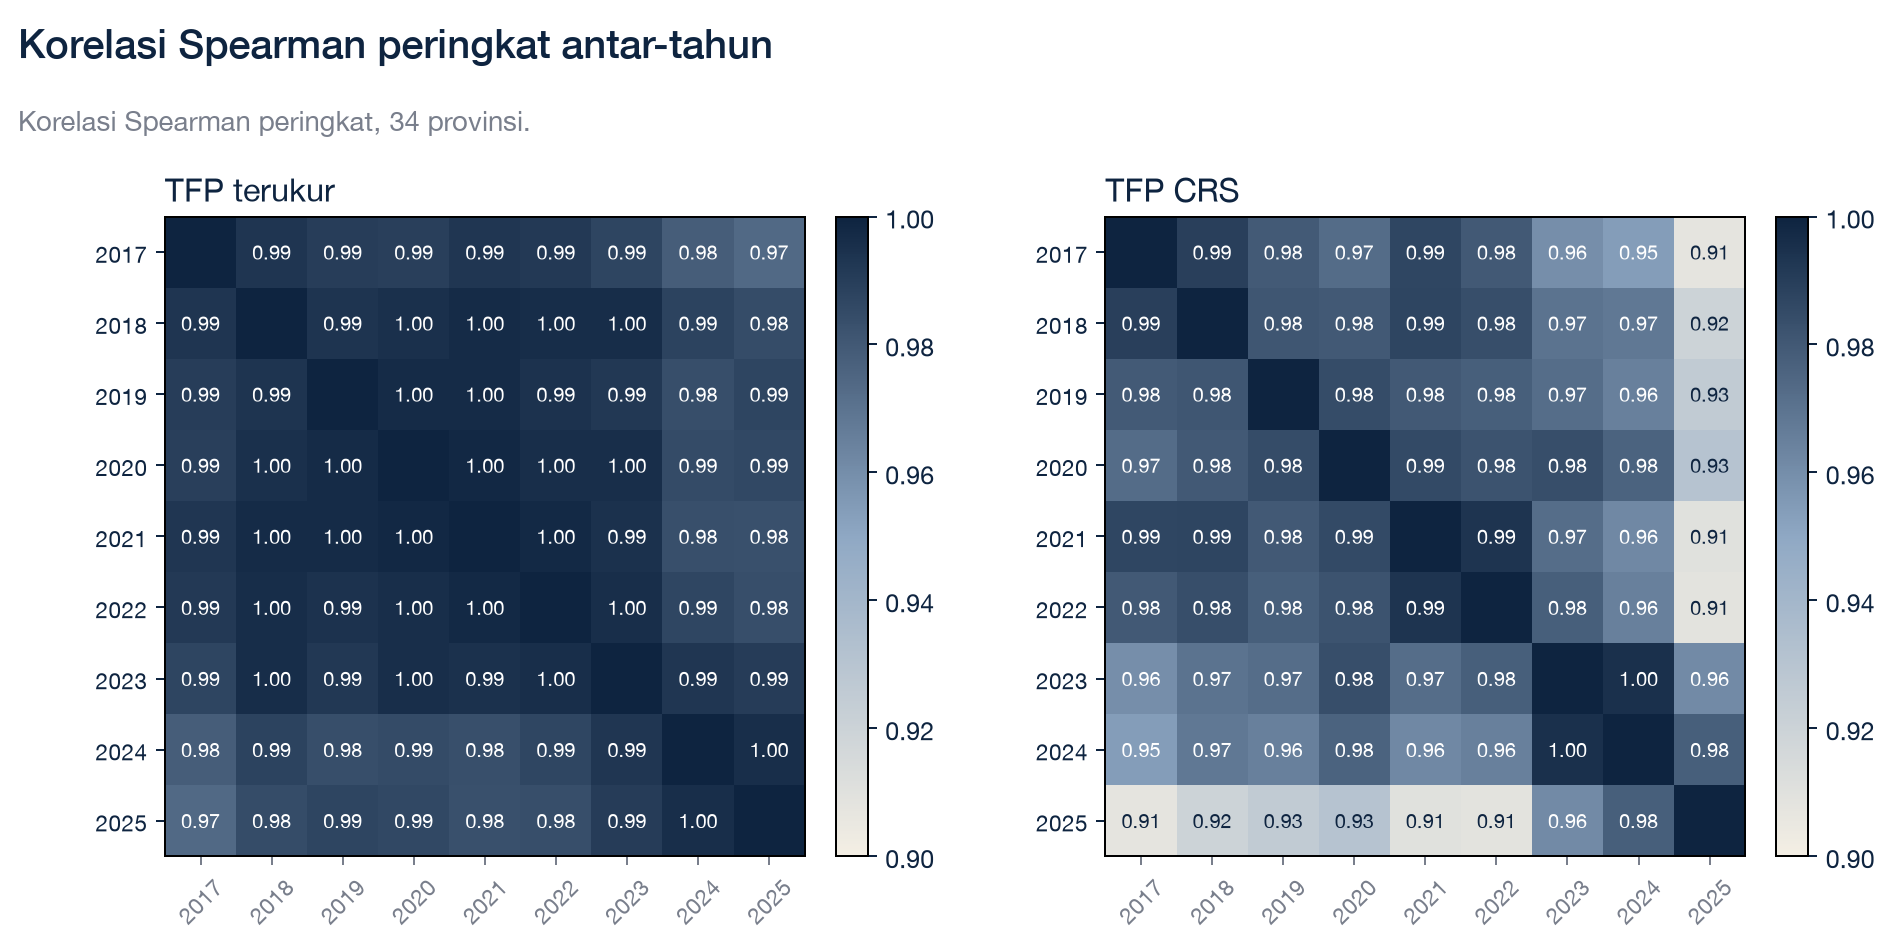 Korelasi Spearman peringkat antar-tahun
Korelasi Spearman peringkat, 34 provinsi.
TFP terukur
2017 0.99 0.99 0.99 0.99 0.99 0.99 0.98 0.97
2018 0.99 0.99 1.00 1.00 1.00 1.00 0.99 0.98
2019 0.99 0.99 1.00 1.00 0.99 0.99 0.98 0.99
2020 0.99 1.00 1.00 1.00 1.00 1.00 0.99 0.99
2021 0.99 1.00 1.00 1.00 1.00 0.99 0.98 0.98
2022 0.99 1.00 0.99 1.00 1.00 1.00 0.99 0.98
2023 0.99 1.00 0.99 1.00 0.99 1.00 0.99 0.99
2024 0.98 0.99 0.98 0.99 0.98 0.99 0.99 1.00
2025 0.97 0.98 0.99 0.99 0.98 0.98 0.99 1.00
2017 2018 2019 2020 2021 2022 2023 2024 2025
1.00
0.98
0.96
0.94
0.92
0.90
TFP CRS
2017 0.99 0.98 0.97 0.99 0.98 0.96 0.95 0.91
2018 0.99 0.98 0.98 0.99 0.98 0.97 0.97 0.92
2019 0.98 0.98 0.98 0.98 0.98 0.97 0.96 0.93
2020 0.97 0.98 0.98 0.99 0.98 0.98 0.98 0.93
2021 0.99 0.99 0.98 0.99 0.99 0.97 0.96 0.91
2022 0.98 0.98 0.98 0.98 0.99 0.98 0.96 0.91
2023 0.96 0.97 0.97 0.98 0.97 0.98 1.00 0.96
2024 0.95 0.97 0.96 0.98 0.96 0.96 1.00 0.98
2025 0.91 0.92 0.93 0.93 0.91 0.91 0.96 0.98
2017 2018 2019 2020 2021 2022 2023 2024 2025
1.00
0.98
0.96
0.94
0.92
0.90